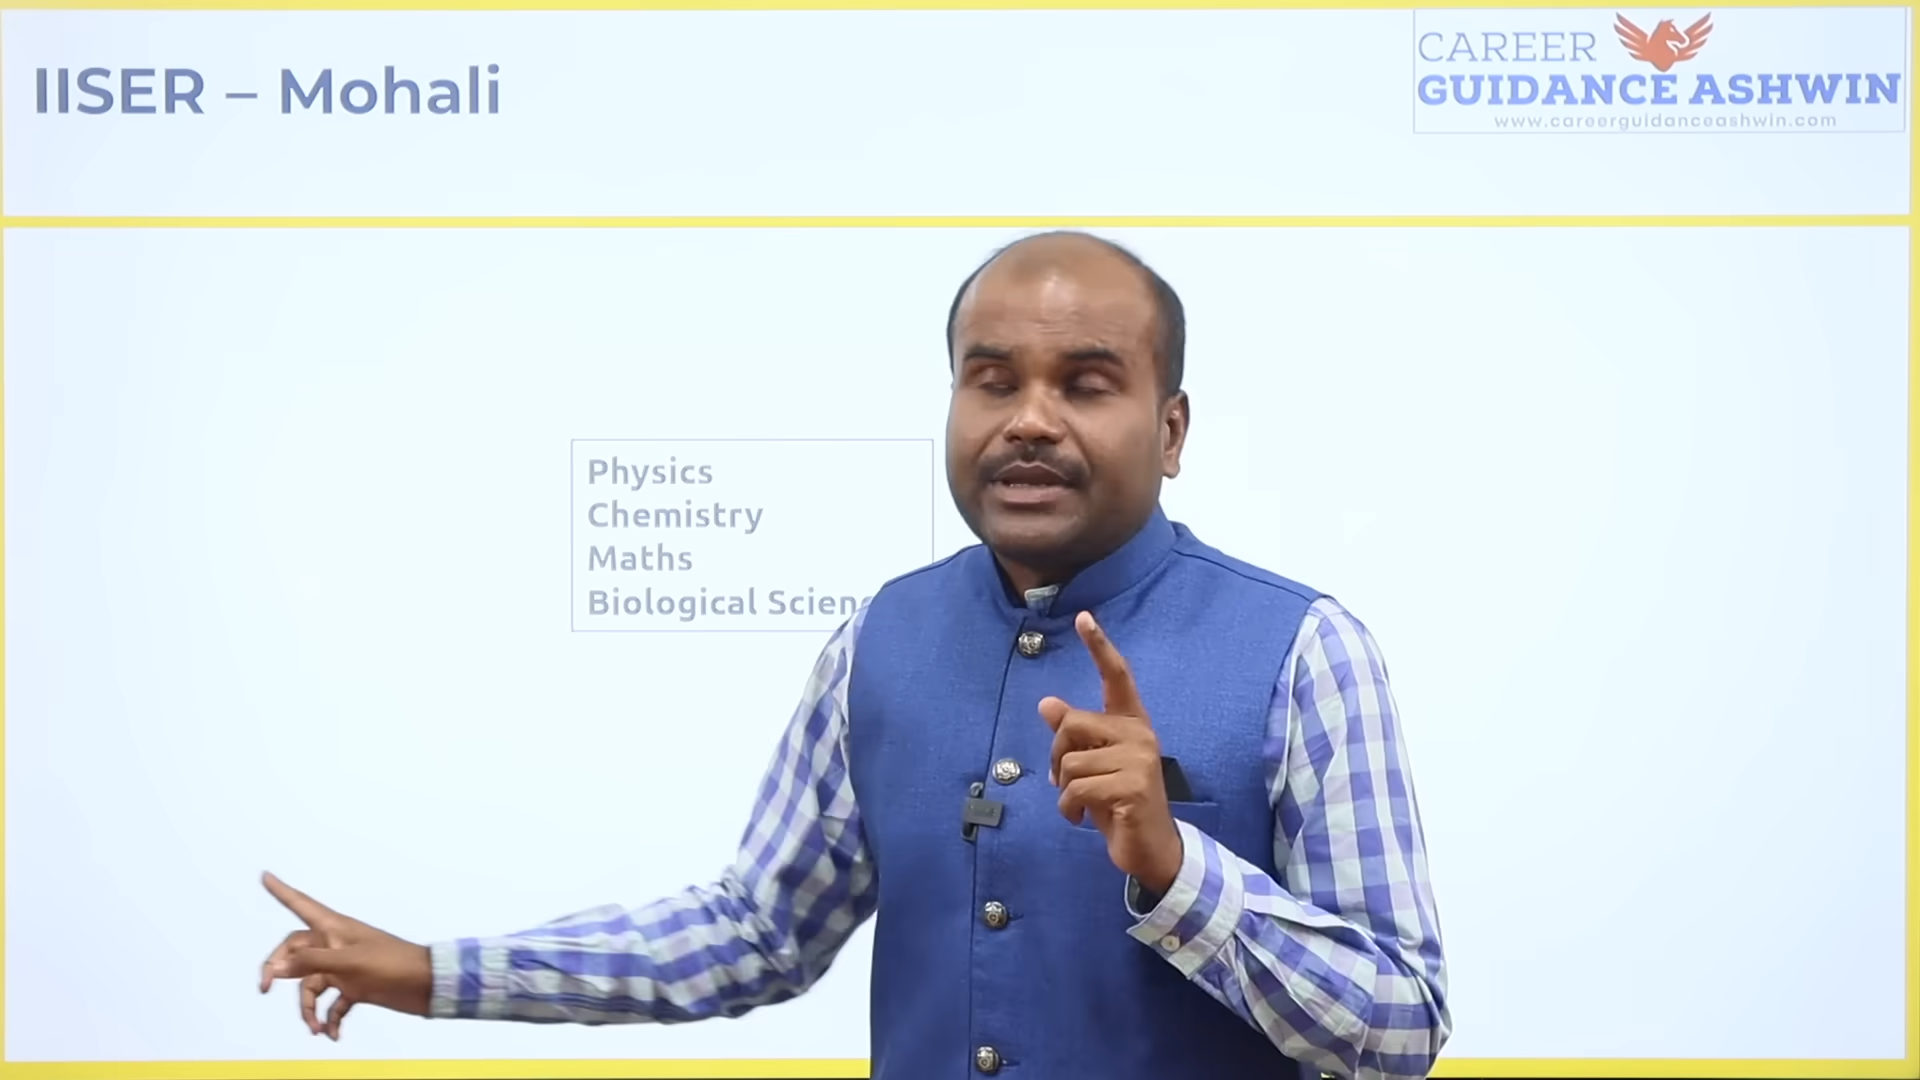 IISER – Mohali
CAREER
GUIDANCE ASHWIN
www.careerguidanceashwin.com
Physics
Chemistry
Maths
Biological